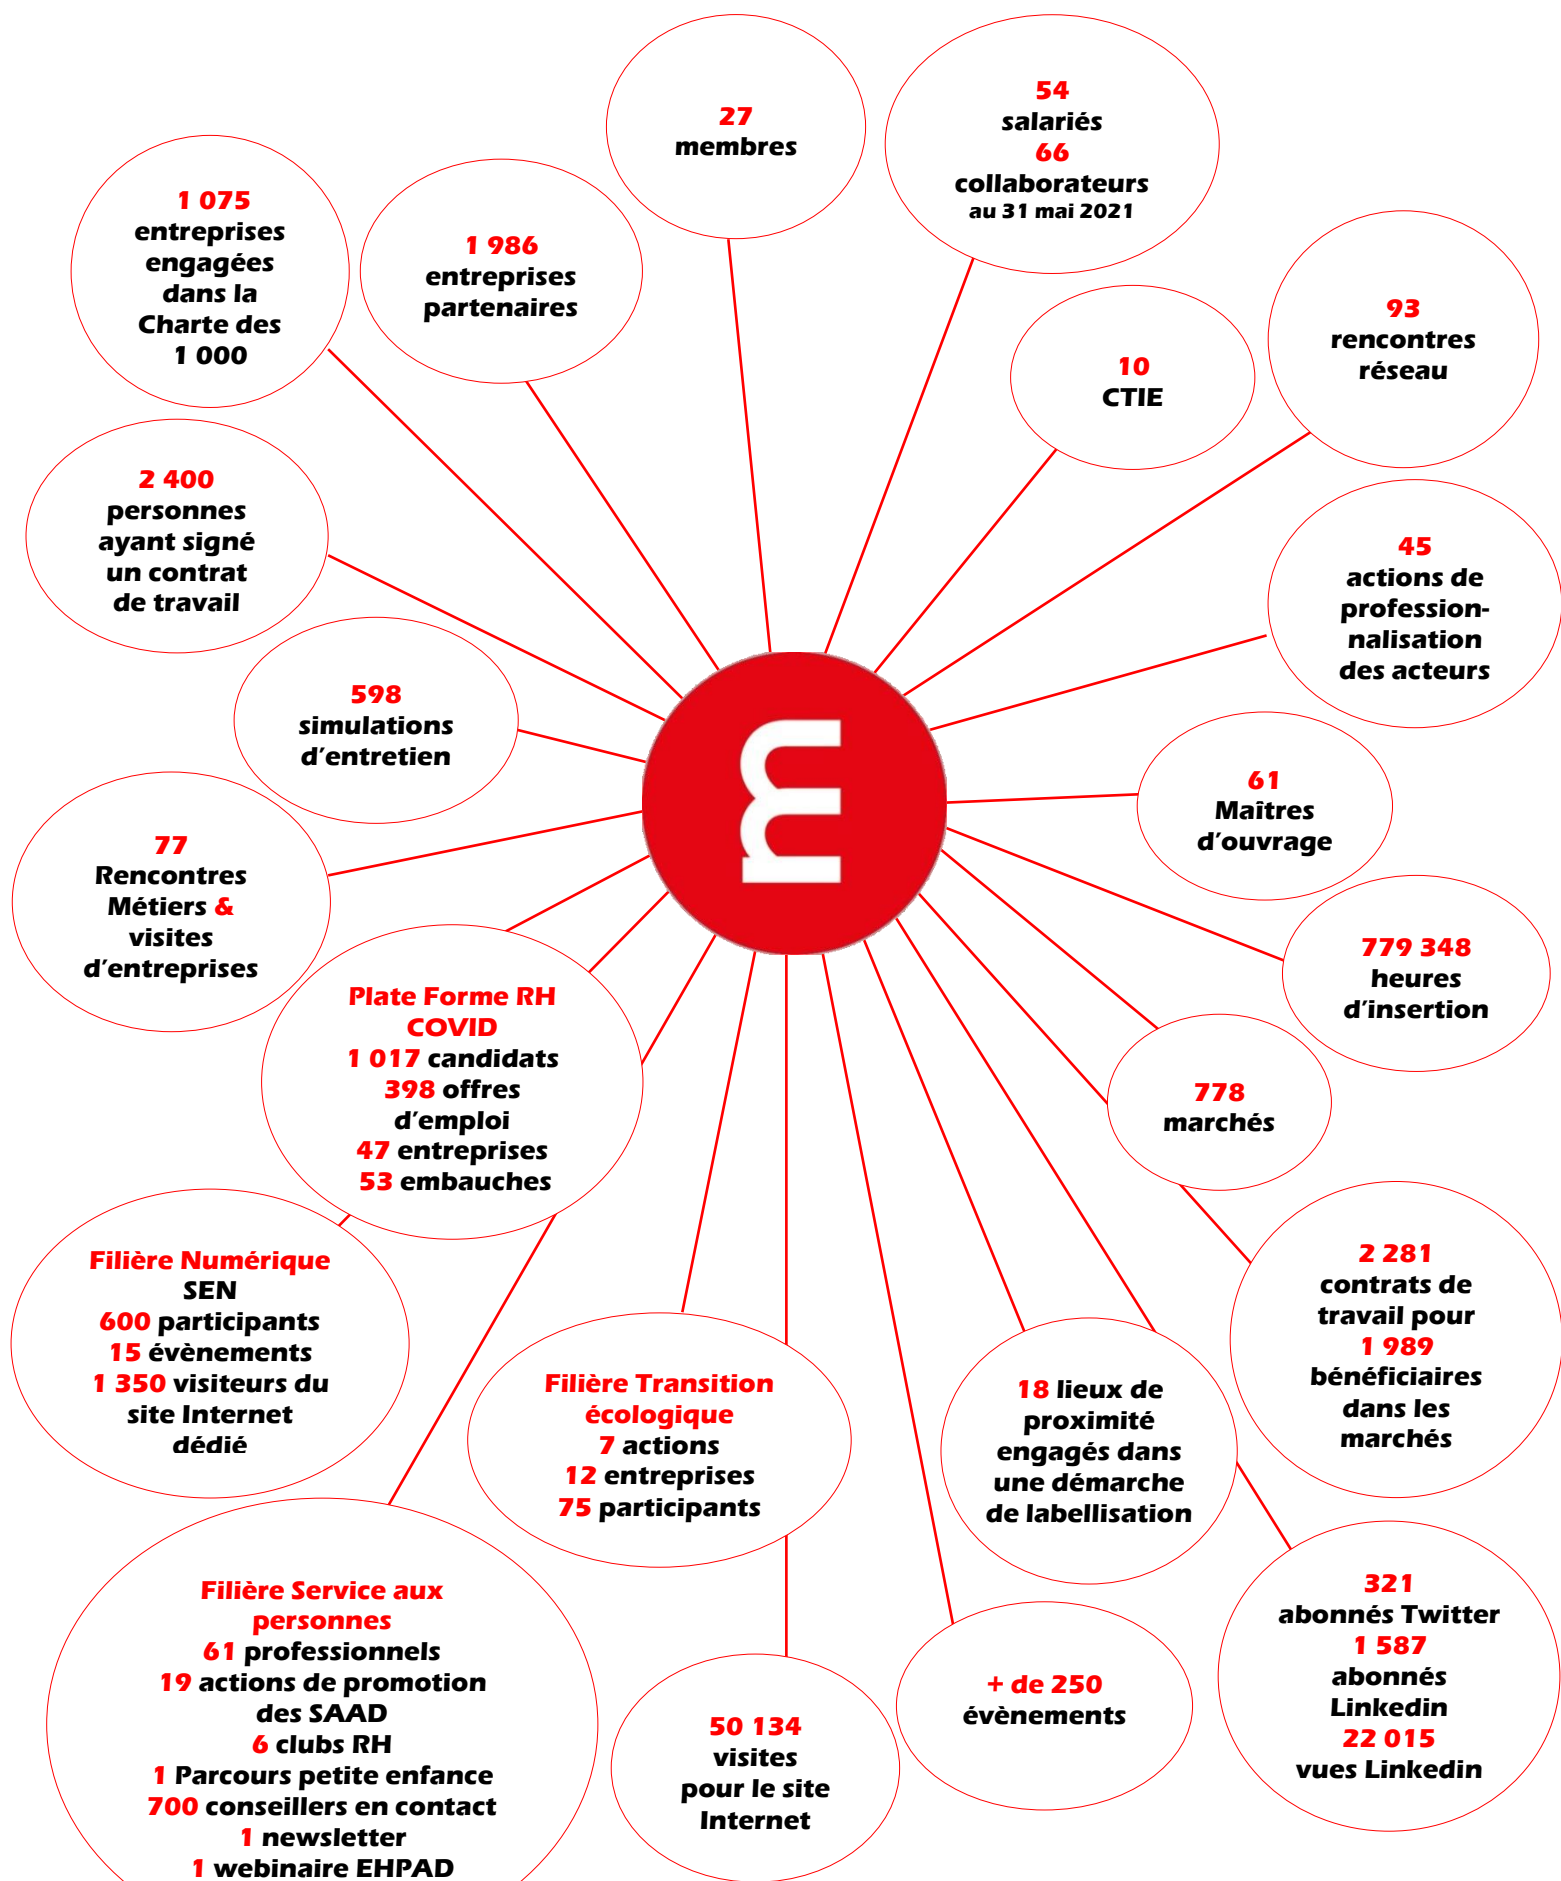 27
membres
54
salariés
66
collaborateurs
au 31 mai 2021
1 075
entreprises
engagées
dans la
Charte des
1 000
1 986
entreprises
partenaires
10
CTIE
93
rencontres
réseau
2 400
personnes
ayant signé
un contrat
de travail
45
actions de
profession-
nalisation
des acteurs
598
simulations
d'entretien
61
Maîtres
d'ouvrage
77
Rencontres
Métiers &
visites
d'entreprises
779 348
heures
d'insertion
Plate Forme RH
COVID
1 017 candidats
398 offres
d'emploi
47 entreprises
53 embauches
778
marchés
Filière Numérique
SEN
600 participants
15 évènements
1 350 visiteurs du
site Internet
dédié
2 281
contrats de
travail pour
1 989
bénéficiaires
dans les
marchés
Filière Transition
écologique
7 actions
12 entreprises
75 participants
18 lieux de
proximité
engagés dans
une démarche
de labellisation
Filière Service aux
personnes
61 professionnels
19 actions de promotion
des SAAD
6 clubs RH
1 Parcours petite enfance
700 conseillers en contact
1 newsletter
1 webinaire EHPAD
50 134
visites
pour le site
Internet
+ de 250
évènements
321
abonnés Twitter
1 587
abonnés
Linkedin
22 015
vues Linkedin